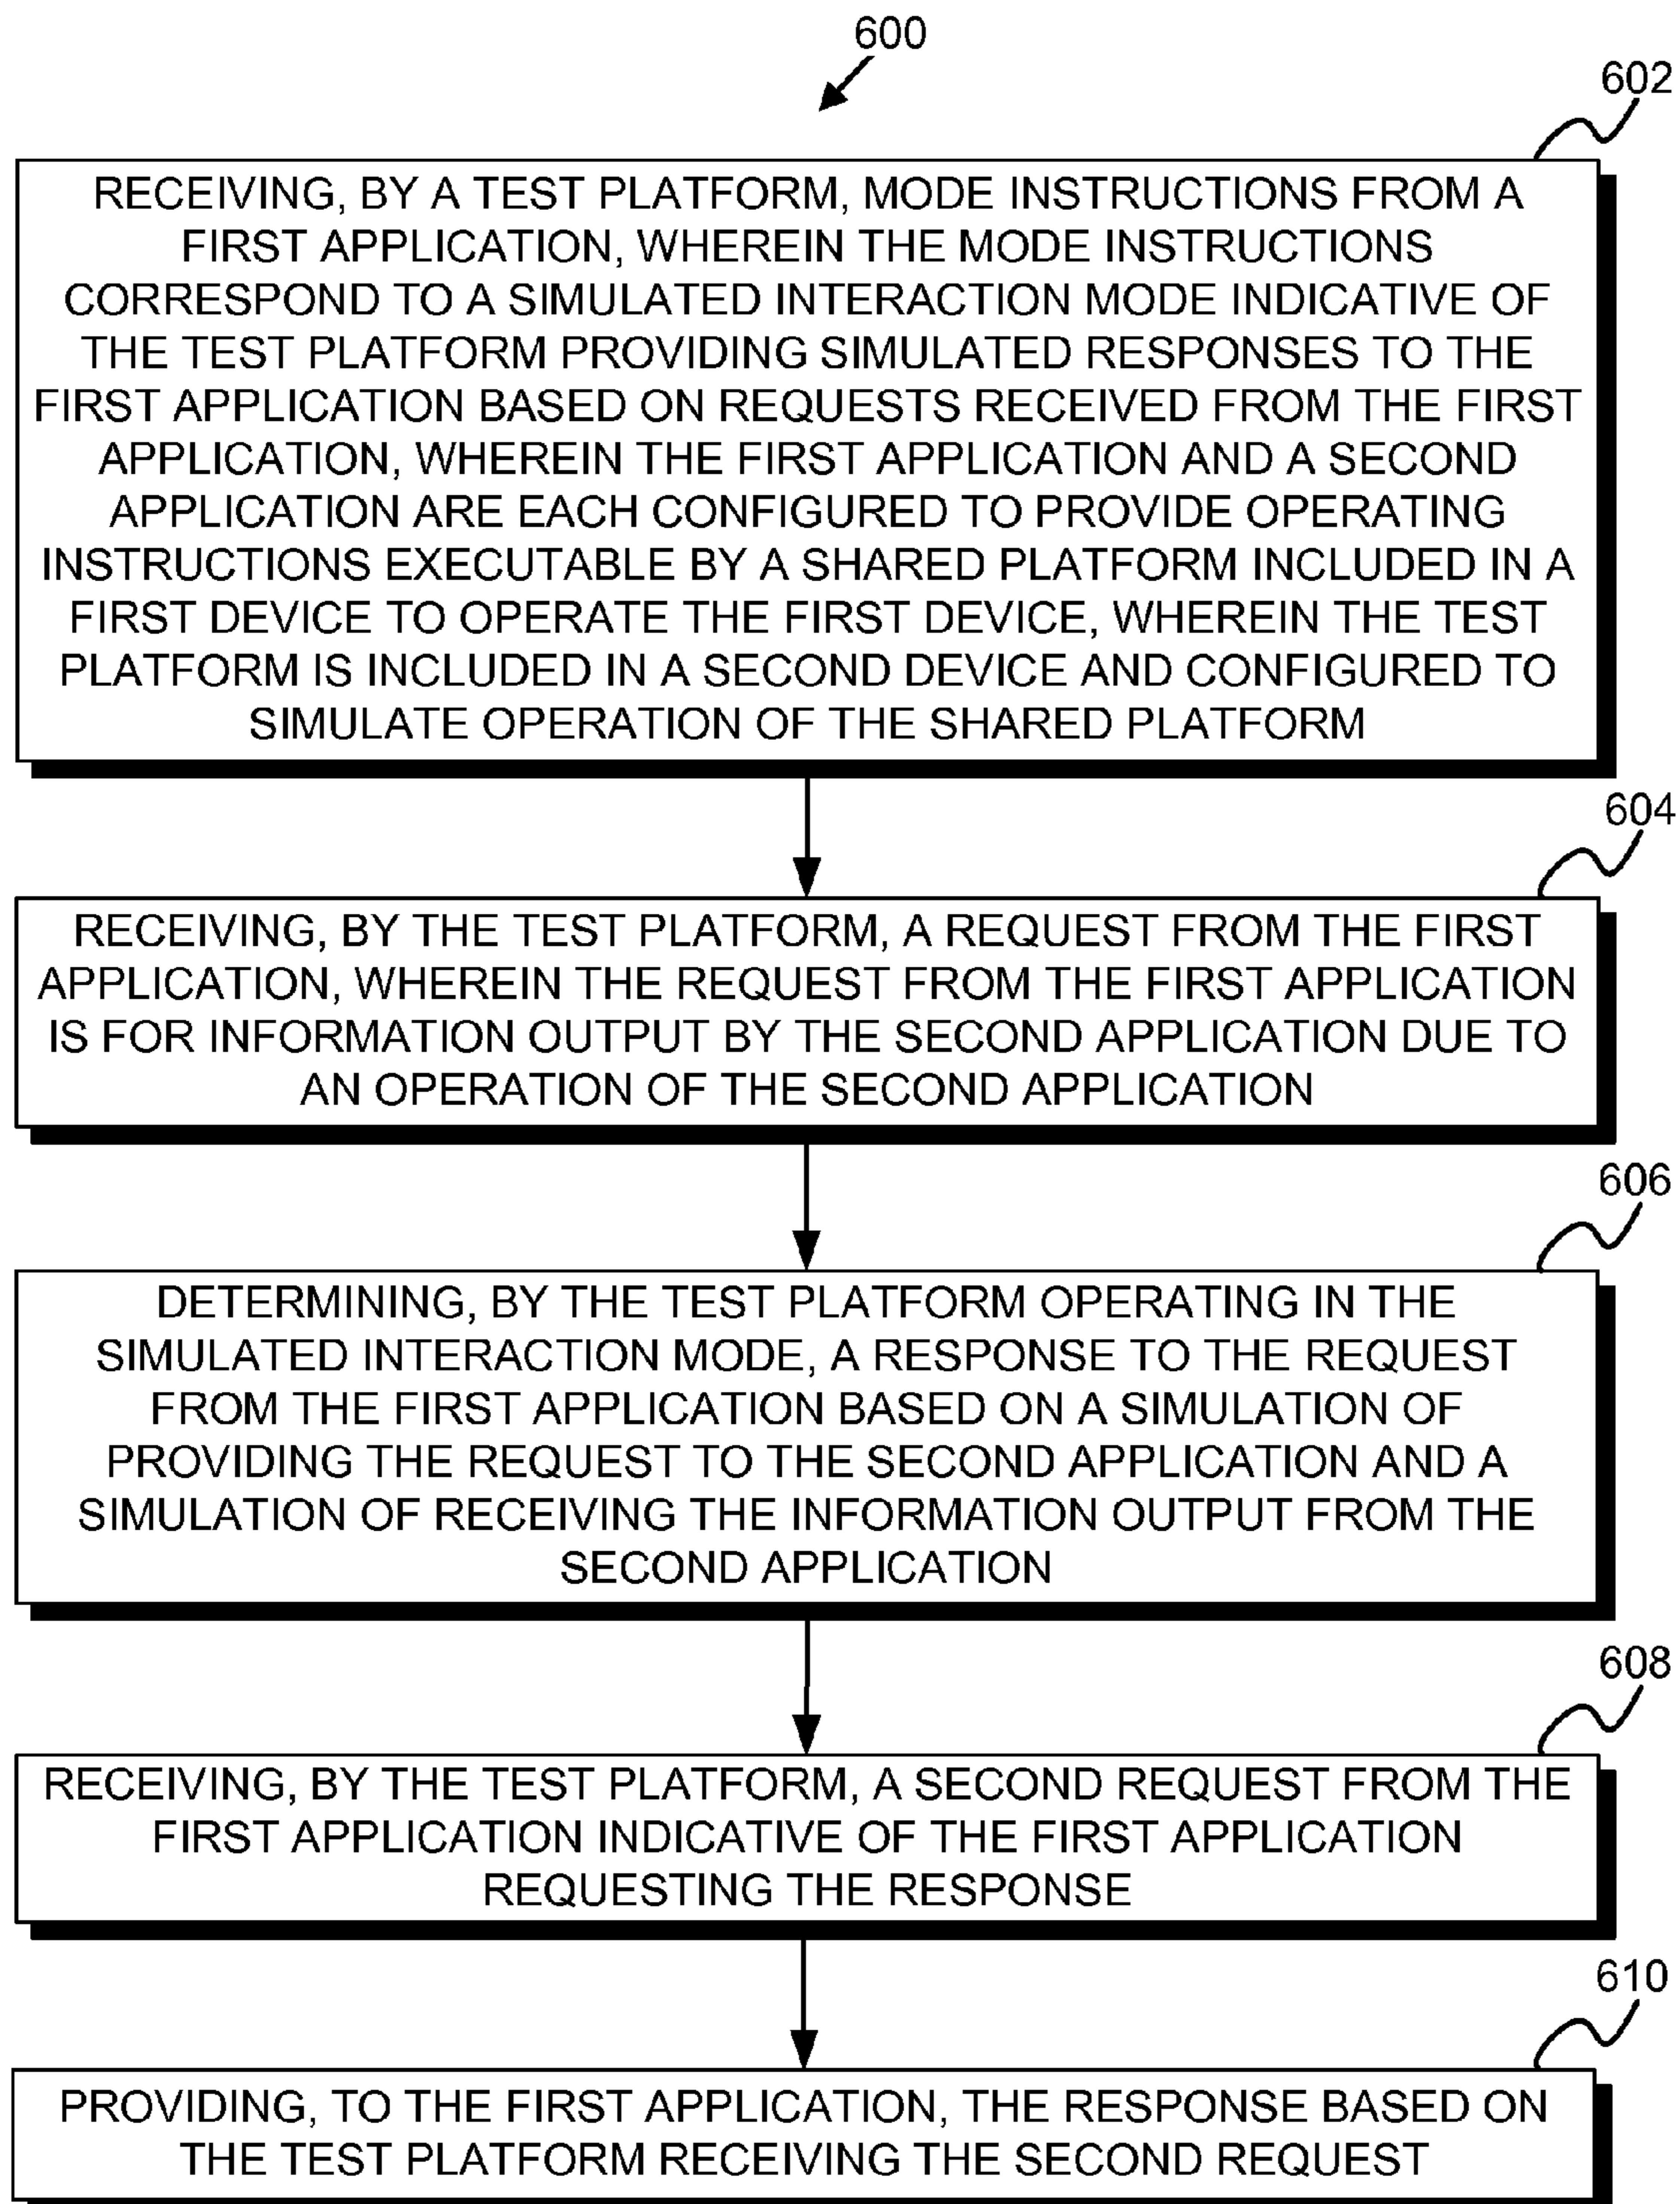 600
602
RECEIVING, BY A TEST PLATFORM, MODE INSTRUCTIONS FROM A
FIRST APPLICATION, WHEREIN THE MODE INSTRUCTIONS
CORRESPOND TO A SIMULATED INTERACTION MODE INDICATIVE OF
THE TEST PLATFORM PROVIDING SIMULATED RESPONSES TO THE
FIRST APPLICATION BASED ON REQUESTS RECEIVED FROM THE FIRST
APPLICATION, WHEREIN THE FIRST APPLICATION AND A SECOND
APPLICATION ARE EACH CONFIGURED TO PROVIDE OPERATING
INSTRUCTIONS EXECUTABLE BY A SHARED PLATFORM INCLUDED IN A
FIRST DEVICE TO OPERATE THE FIRST DEVICE, WHEREIN THE TEST
PLATFORM IS INCLUDED IN A SECOND DEVICE AND CONFIGURED TO
SIMULATE OPERATION OF THE SHARED PLATFORM
604
RECEIVING, BY THE TEST PLATFORM, A REQUEST FROM THE FIRST
APPLICATION, WHEREIN THE REQUEST FROM THE FIRST APPLICATION
IS FOR INFORMATION OUTPUT BY THE SECOND APPLICATION DUE TO
AN OPERATION OF THE SECOND APPLICATION
606
DETERMINING, BY THE TEST PLATFORM OPERATING IN THE
SIMULATED INTERACTION MODE, A RESPONSE TO THE REQUEST
FROM THE FIRST APPLICATION BASED ON A SIMULATION OF
PROVIDING THE REQUEST TO THE SECOND APPLICATION AND A
SIMULATION OF RECEIVING THE INFORMATION OUTPUT FROM THE
SECOND APPLICATION
608
RECEIVING, BY THE TEST PLATFORM, A SECOND REQUEST FROM THE
FIRST APPLICATION INDICATIVE OF THE FIRST APPLICATION
REQUESTING THE RESPONSE
610
PROVIDING, TO THE FIRST APPLICATION, THE RESPONSE BASED ON
THE TEST PLATFORM RECEIVING THE SECOND REQUEST